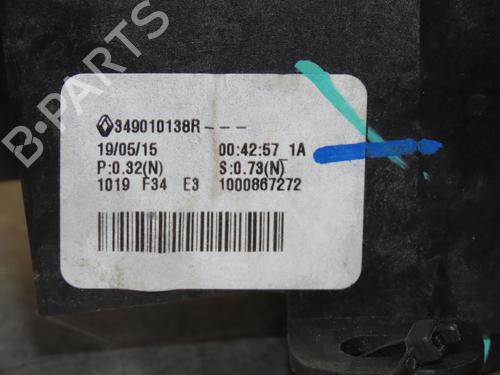 349010138R---
19/05/15 00:42:57 1A
P:0.32(N) S:0.73(N)
1019 F34 E3 1000867272
B-PARTS